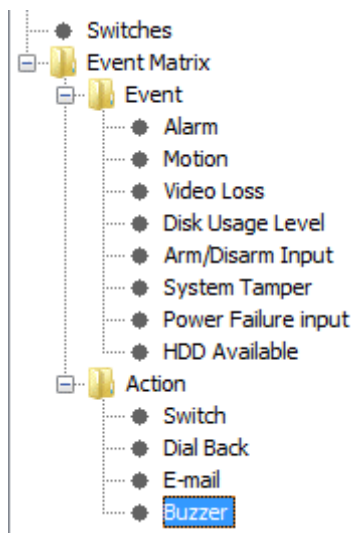 Switches
Event Matrix
Event
Alarm
Motion
Video Loss
Disk Usage Level
Arm/Disarm Input
System Tamper
Power Failure input
HDD Available
Action
Switch
Dial Back
E-mail
Buzzer